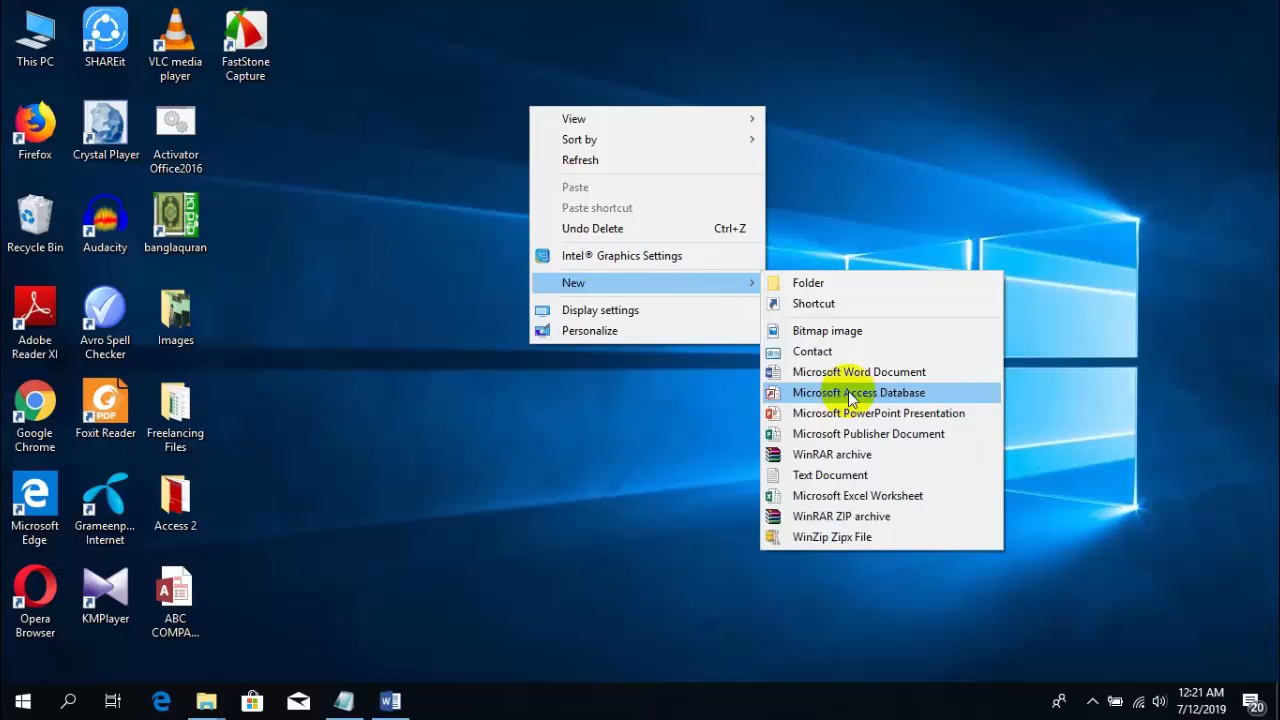 This PC
SHAREit
VLC media
player
FastStone
Capture
Firefox
Crystal Player
Activator
Office2016
Recycle Bin
Audacity
banglaquran
Adobe
Reader XI
Avro Spell
Checker
Images
Google
Chrome
PDF
Foxit Reader
Freelancing
Files
Microsoft
Edge
Grameenp...
Internet
Access 2
Opera
Browser
KMPlayer
ABC
COMPA...
View
Sort by
Refresh
Paste
Paste shortcut
Undo Delete Ctrl+Z
Intel® Graphics Settings
New
Display settings
Personalize
Folder
Shortcut
Bitmap image
Contact
Microsoft Word Document
Microsoft Access Database
Microsoft PowerPoint Presentation
Microsoft Publisher Document
WinRAR archive
Text Document
Microsoft Excel Worksheet
WinRAR ZIP archive
WinZip Zipx File
12:21 AM
7/12/2019
20